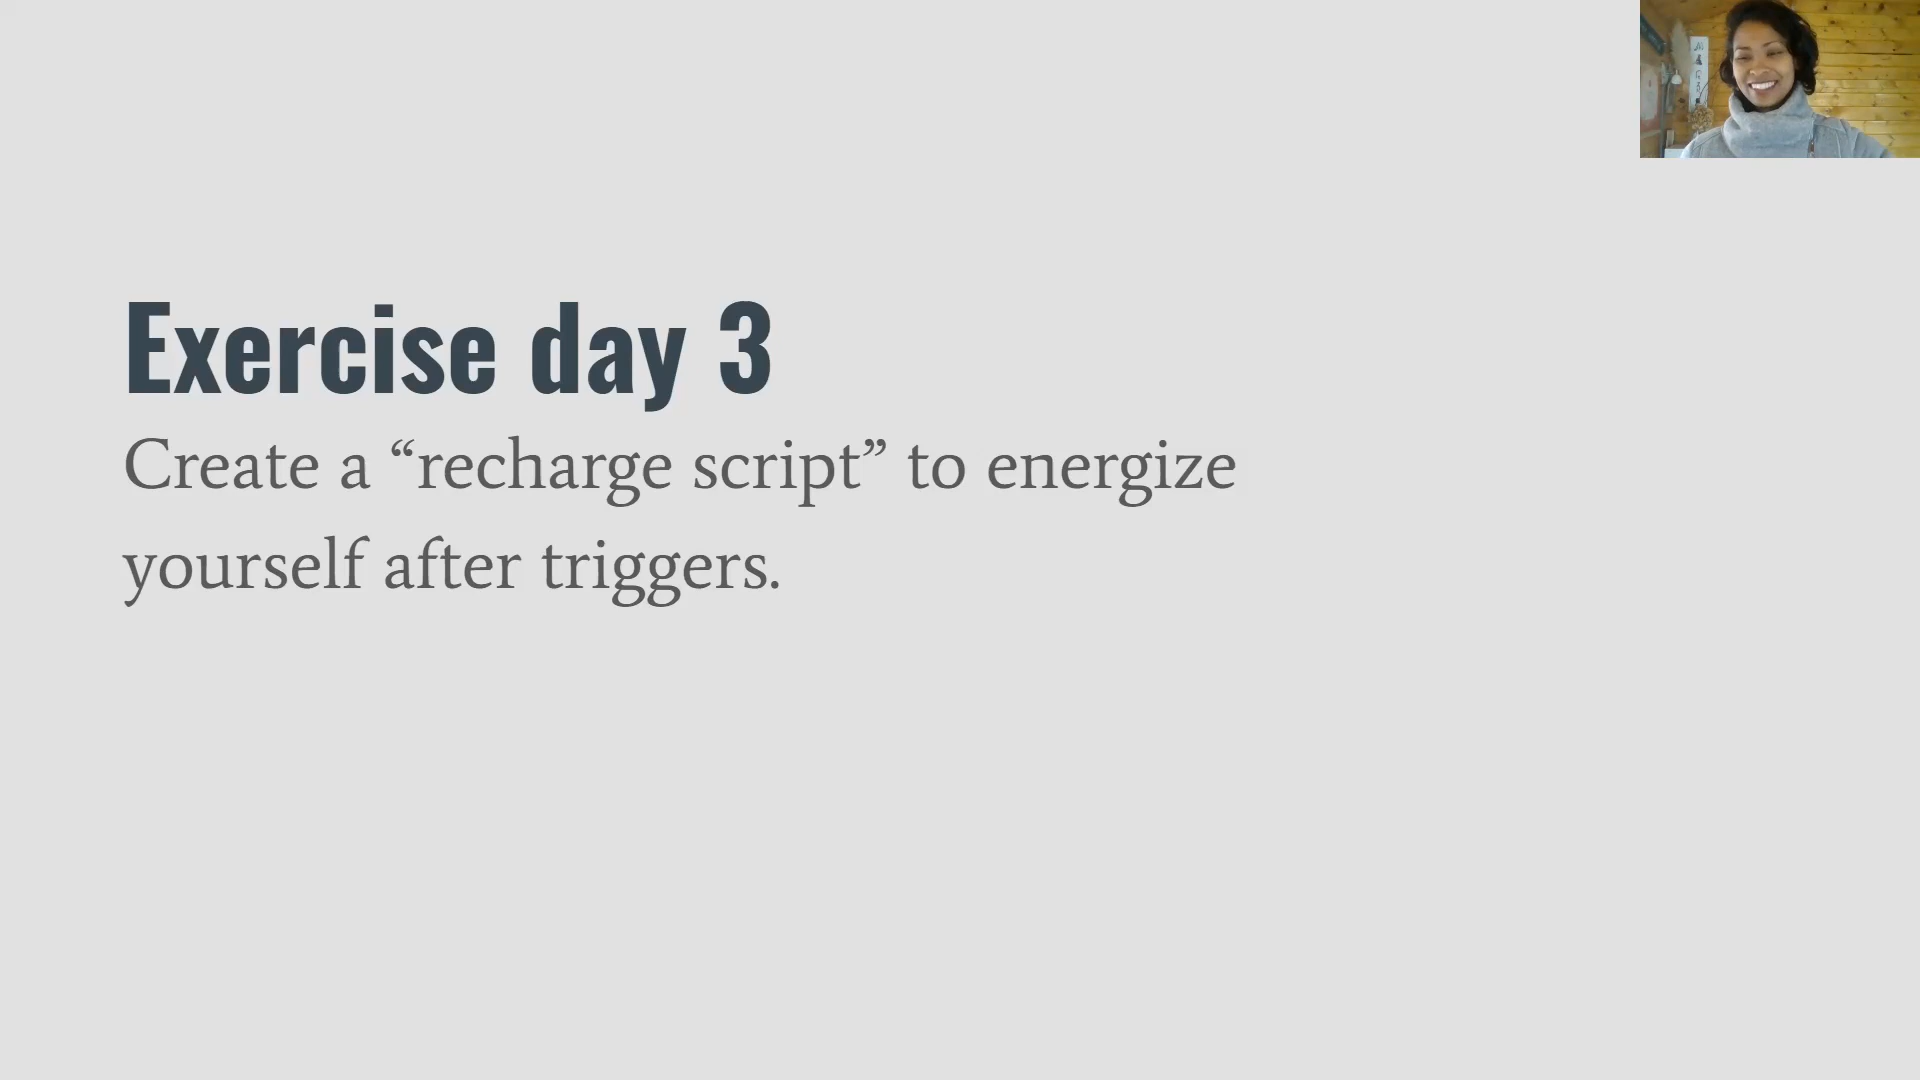 Exercise day 3
Create a “recharge script” to energize
yourself after triggers.